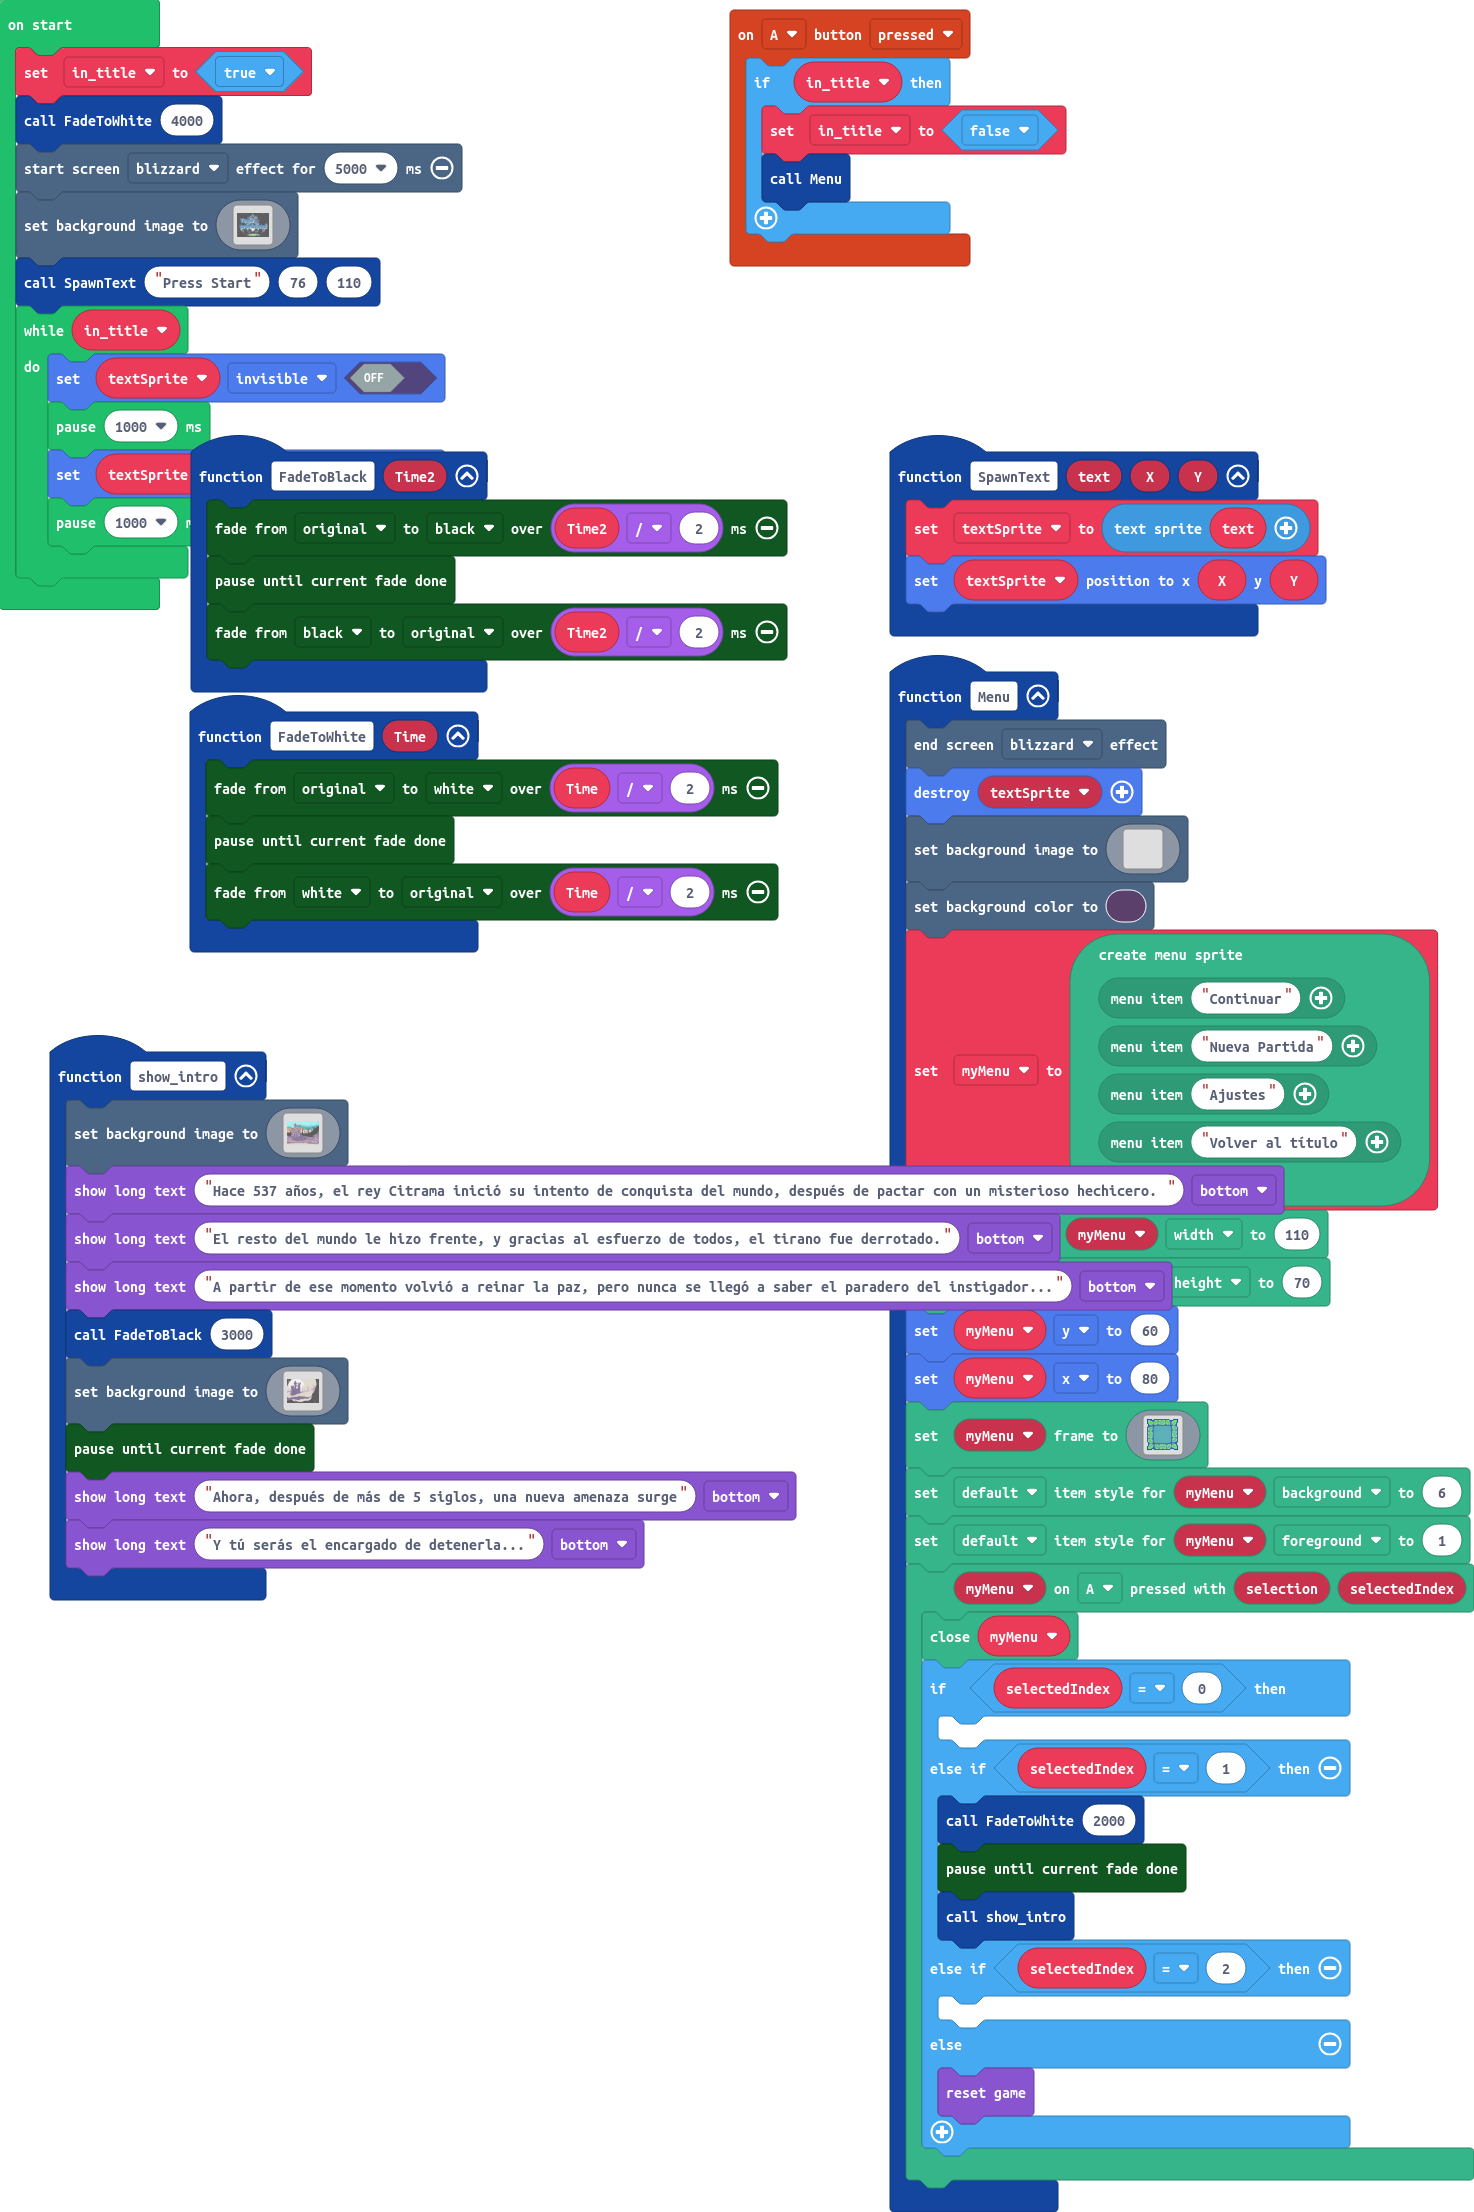 on start
set in_title to true
call FadeToWhite 4000
start screen blizzard effect for 5000 ms
set background image to
call SpawnText "Press Start" 76 110
while in_title
do
set textSprite invisible OFF
pause 1000 ms
set textSprite
pause 1000
on A button pressed
if in_title then
set in_title to false
call Menu
function FadeToBlack Time2
fade from original to black over Time2 / 2 ms
pause until current fade done
fade from black to original over Time2 / 2 ms
function FadeToWhite Time
fade from original to white over Time / 2 ms
pause until current fade done
fade from white to original over Time / 2 ms
function SpawnText text X Y
set textSprite to text sprite text
set textSprite position to x X y Y
function Menu
end screen blizzard effect
destroy textSprite
set background image to
set background color to
set myMenu to
create menu sprite
menu item "Continuar"
menu item "Nueva Partida"
menu item "Ajustes"
menu item "Volver al título"
myMenu width to 110
height to 70
set myMenu y to 60
set myMenu x to 80
set myMenu frame to
set default item style for myMenu background to 6
set default item style for myMenu foreground to 1
myMenu on A pressed with selection selectedIndex
close myMenu
if selectedIndex = 0 then
else if selectedIndex = 1 then
call FadeToWhite 2000
pause until current fade done
call show_intro
else if selectedIndex = 2 then
else
reset game
function show_intro
set background image to
show long text "Hace 537 años, el rey Citrama inició su intento de conquista del mundo, después de pactar con un misterioso hechicero. " bottom
show long text "El resto del mundo le hizo frente, y gracias al esfuerzo de todos, el tirano fue derrotado." bottom
show long text "A partir de ese momento volvió a reinar la paz, pero nunca se llegó a saber el paradero del instigador..." bottom
call FadeToBlack 3000
set background image to
pause until current fade done
show long text "Ahora, después de más de 5 siglos, una nueva amenaza surge" bottom
show long text "Y tú serás el encargado de detenerla..." bottom